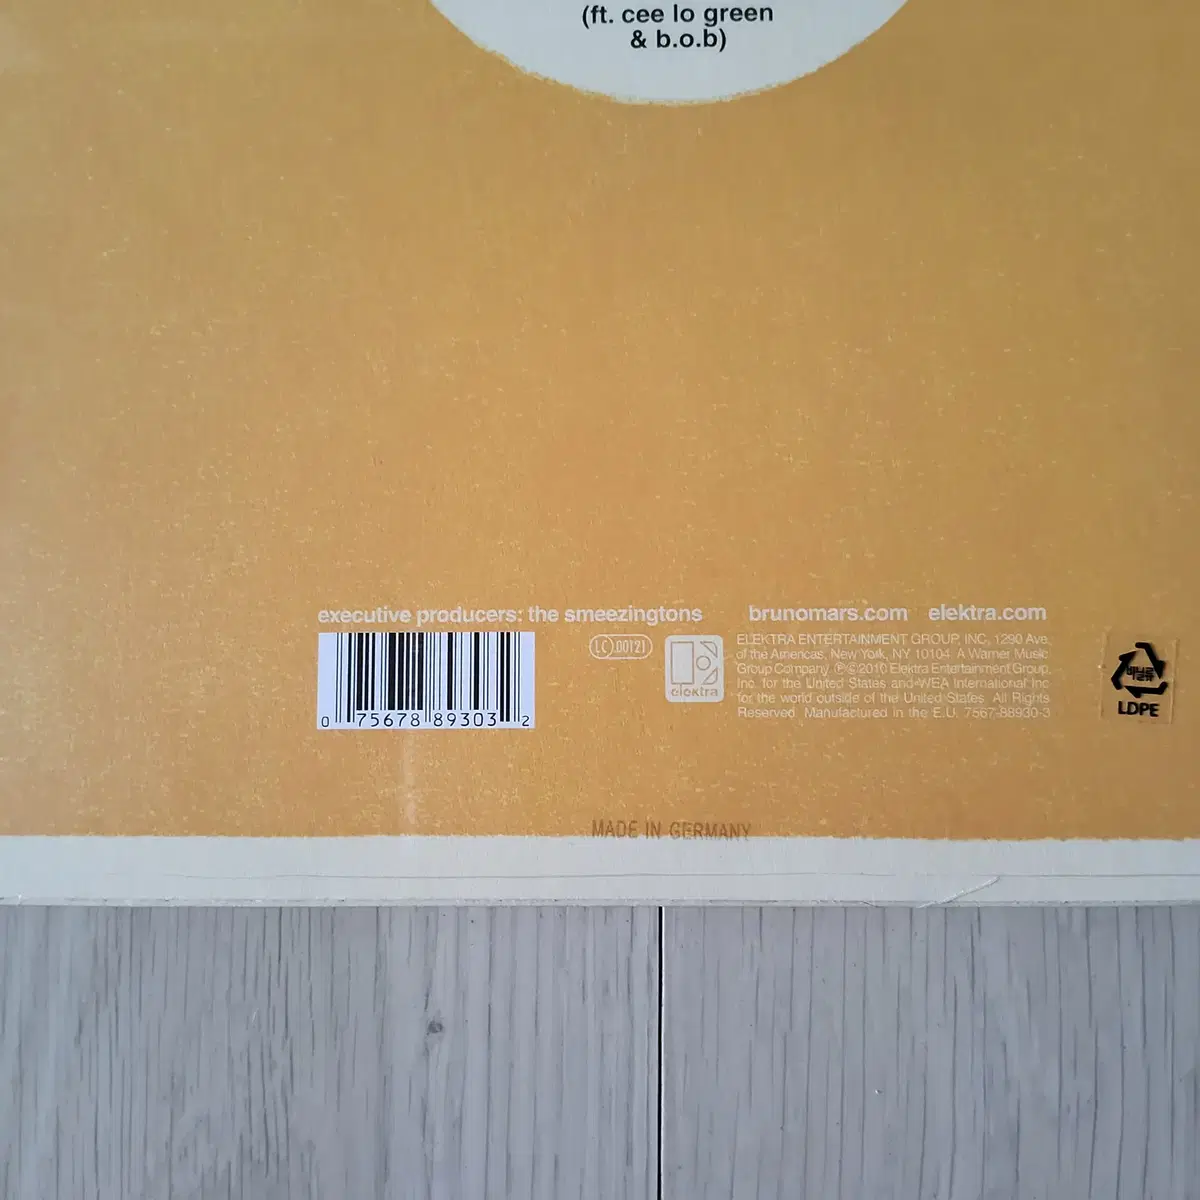 (ft. cee lo green
& b.o.b)
executive producers: the smeezingtons
brunomars.com elektra.com
0 75678 89303 2
LC 00121
elektra
ELEKTRA ENTERTAINMENT GROUP, INC, 1290 Ave.
of the Americas, New York, NY 10104. A Warner Music
Group Company. ℗©2010 Elektra Entertainment Group,
Inc. for the United States and WEA International Inc
for the world outside of the United States. All Rights
Reserved. Manufactured in the E.U. 7567-88930-3
비닐류
LDPE
MADE IN GERMANY